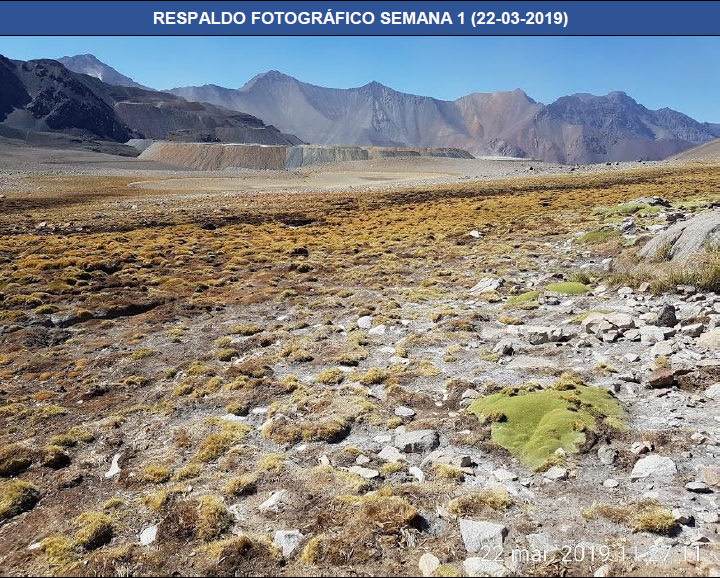 RESPALDO FOTOGRÁFICO SEMANA 1 (22-03-2019)
22 mar. 2019 11:27:11